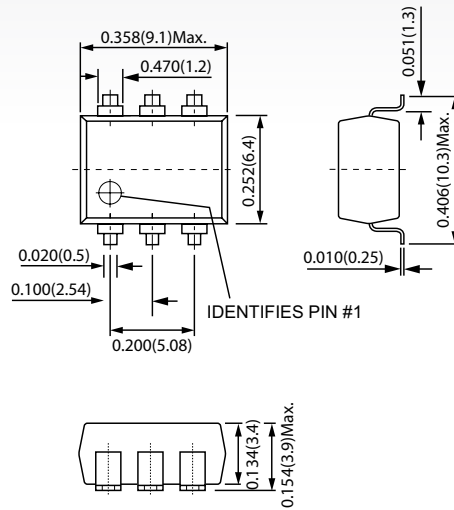 0.358(9.1)Max.
0.470(1.2)
0.051(1.3)
0.252(6.4)
0.406(10.3)Max.
0.020(0.5)
0.010(0.25)
0.100(2.54)
IDENTIFIES PIN #1
0.200(5.08)
0.134(3.4)
0.154(3.9)Max.